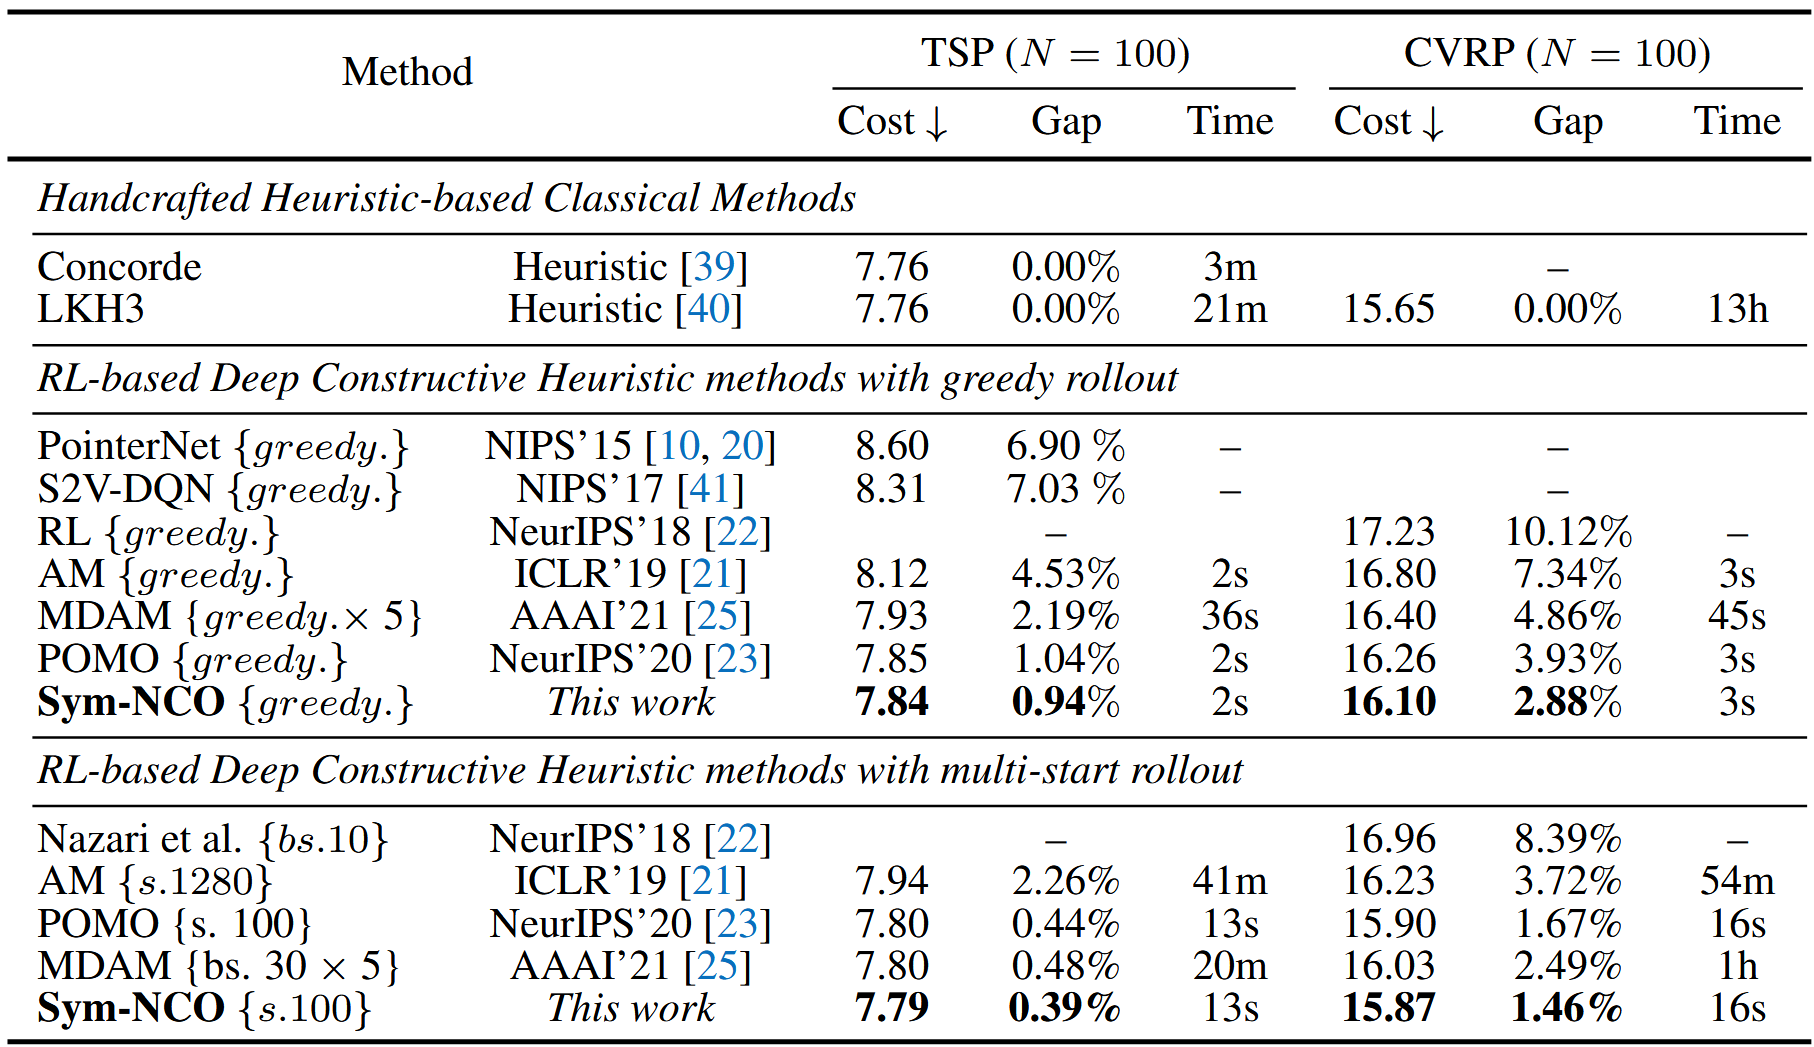 Method TSP (N = 100) CVRP (N = 100)
Cost ↓ Gap Time Cost ↓ Gap Time
Handcrafted Heuristic-based Classical Methods
Concorde Heuristic [39] 7.76 0.00% 3m –
LKH3 Heuristic [40] 7.76 0.00% 21m 15.65 0.00% 13h
RL-based Deep Constructive Heuristic methods with greedy rollout
PointerNet {greedy.} NIPS’15 [10, 20] 8.60 6.90 % – –
S2V-DQN {greedy.} NIPS’17 [41] 8.31 7.03 % – –
RL {greedy.} NeurIPS’18 [22] – 17.23 10.12% –
AM {greedy.} ICLR’19 [21] 8.12 4.53% 2s 16.80 7.34% 3s
MDAM {greedy.× 5} AAAI’21 [25] 7.93 2.19% 36s 16.40 4.86% 45s
POMO {greedy.} NeurIPS’20 [23] 7.85 1.04% 2s 16.26 3.93% 3s
Sym-NCO {greedy.} This work 7.84 0.94% 2s 16.10 2.88% 3s
RL-based Deep Constructive Heuristic methods with multi-start rollout
Nazari et al. {bs.10} NeurIPS’18 [22] – 16.96 8.39% –
AM {s.1280} ICLR’19 [21] 7.94 2.26% 41m 16.23 3.72% 54m
POMO {s. 100} NeurIPS’20 [23] 7.80 0.44% 13s 15.90 1.67% 16s
MDAM {bs. 30 × 5} AAAI’21 [25] 7.80 0.48% 20m 16.03 2.49% 1h
Sym-NCO {s.100} This work 7.79 0.39% 13s 15.87 1.46% 16s